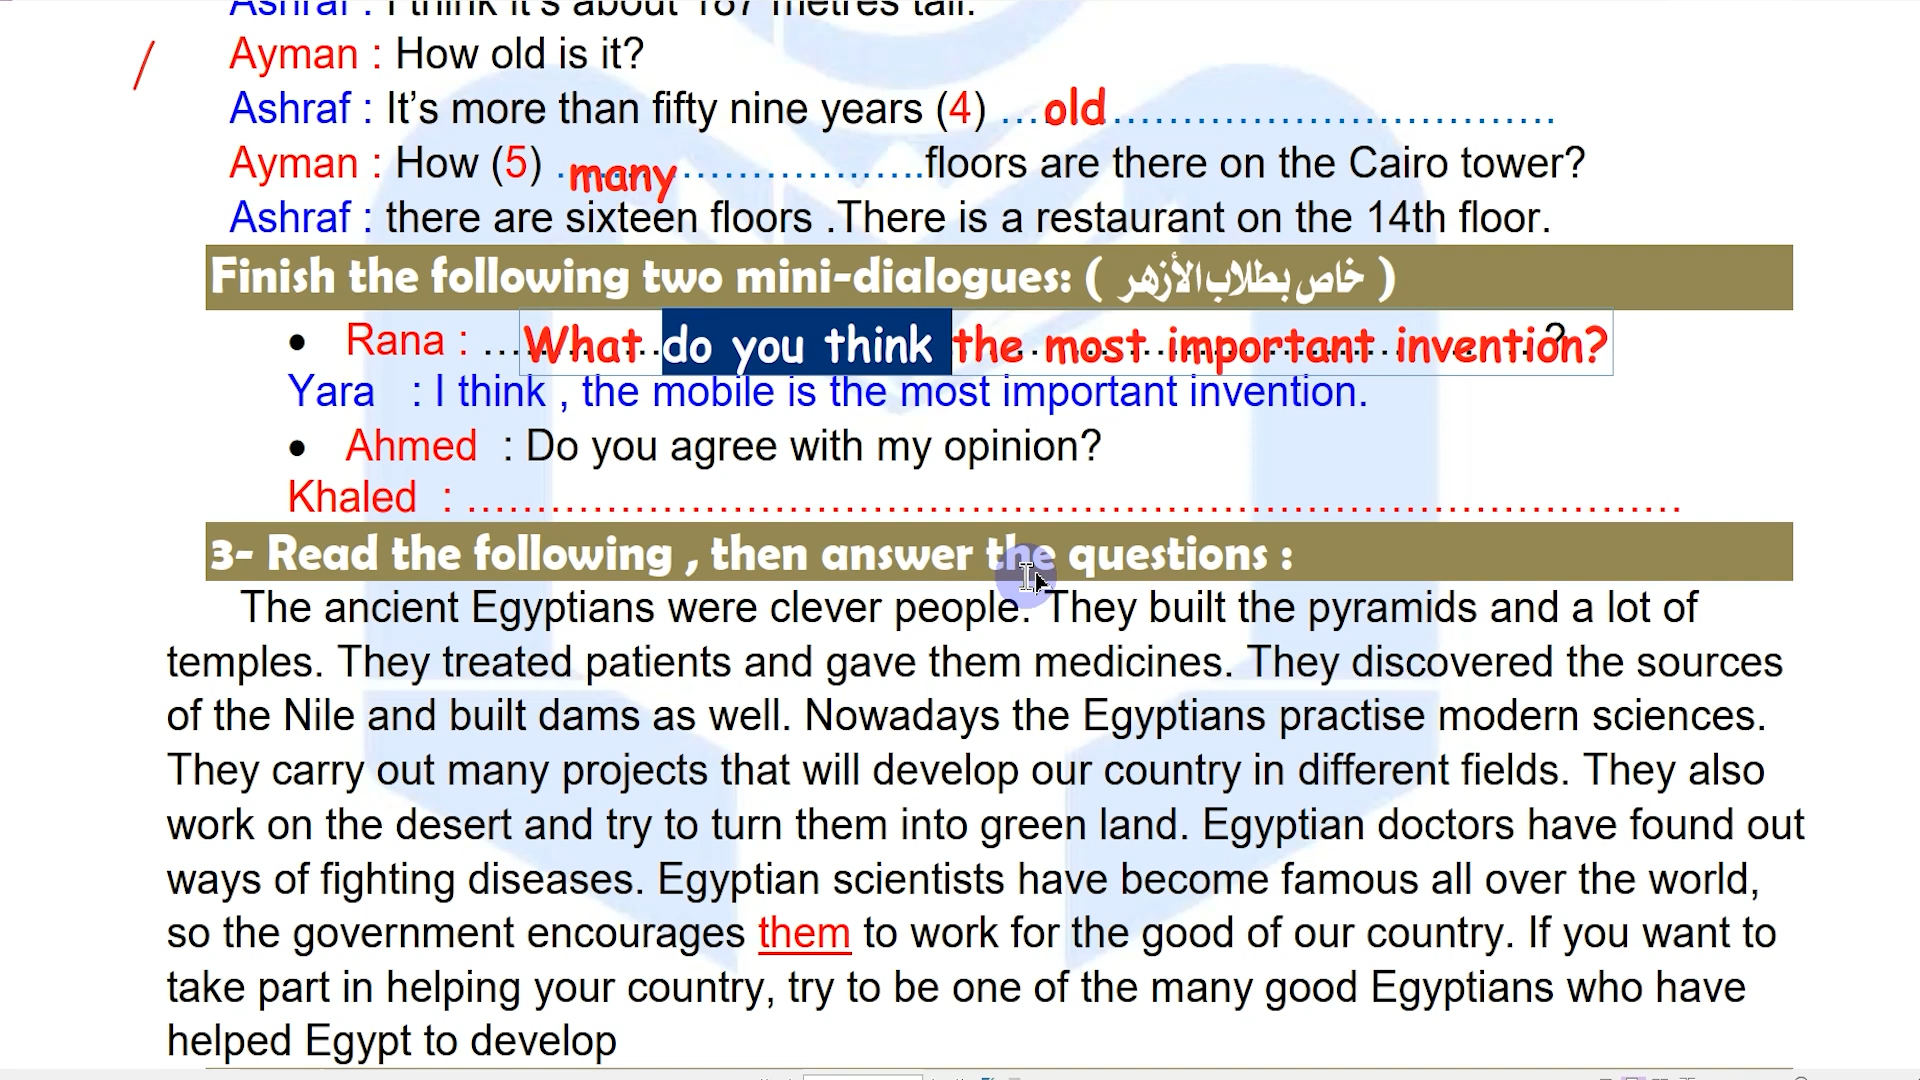 Ashraf : I think it's about 187 metres tall.
Ayman : How old is it?
Ashraf : It's more than fifty nine years (4) ...old................................
Ayman : How (5) .many...................floors are there on the Cairo tower?
Ashraf : there are sixteen floors .There is a restaurant on the 14th floor.
Finish the following two mini-dialogues: ( خاص بطلاب الأزهر )
• Rana : ...What do you think the most important invention?
Yara : I think , the mobile is the most important invention.
• Ahmed : Do you agree with my opinion?
Khaled : ........................................................................................
3- Read the following , then answer the questions :
The ancient Egyptians were clever people. They built the pyramids and a lot of
temples. They treated patients and gave them medicines. They discovered the sources
of the Nile and built dams as well. Nowadays the Egyptians practise modern sciences.
They carry out many projects that will develop our country in different fields. They also
work on the desert and try to turn them into green land. Egyptian doctors have found out
ways of fighting diseases. Egyptian scientists have become famous all over the world,
so the government encourages them to work for the good of our country. If you want to
take part in helping your country, try to be one of the many good Egyptians who have
helped Egypt to develop